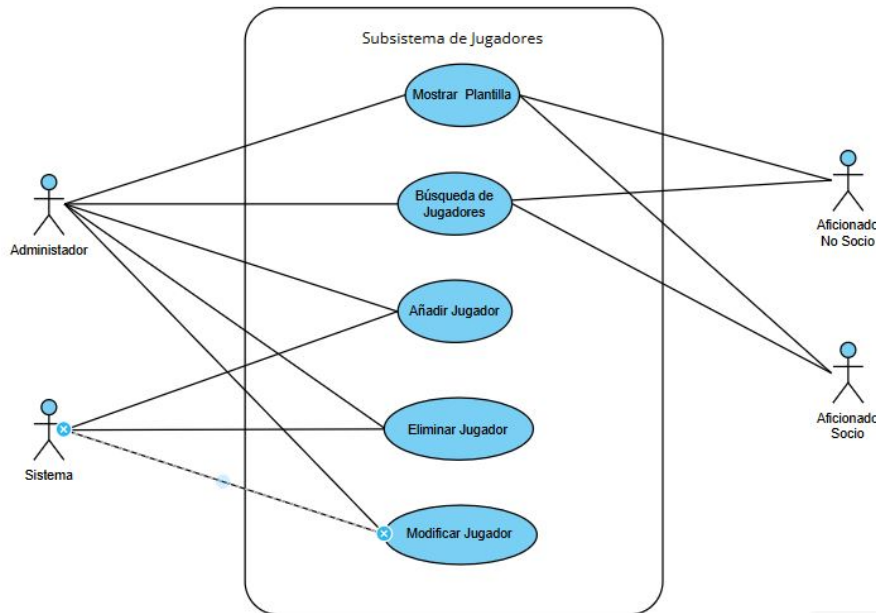 Subsistema de Jugadores
Mostrar Plantilla
Búsqueda de
Jugadores
Añadir Jugador
Eliminar Jugador
Modificar Jugador
Administador
Sistema
Aficionado
No Socio
Aficionado
Socio